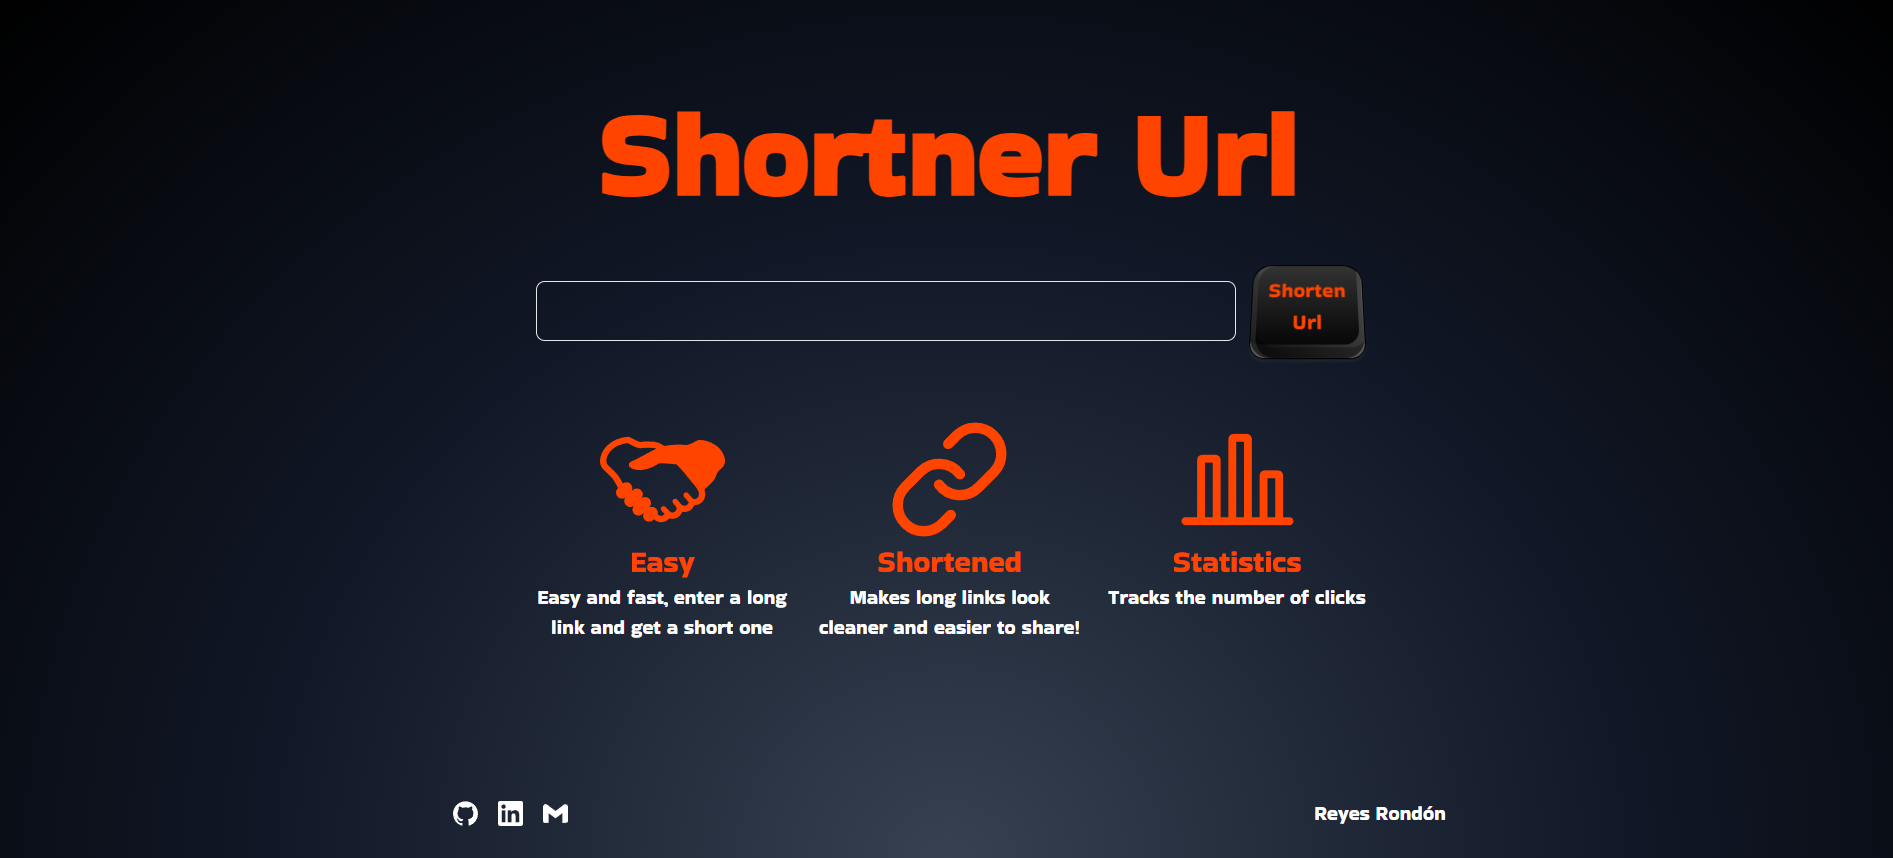 Shortner Url
Shorten
Url
Easy
Easy and fast, enter a long
link and get a short one
Shortened
Makes long links look
cleaner and easier to share!
Statistics
Tracks the number of clicks
in
Reyes Rondón